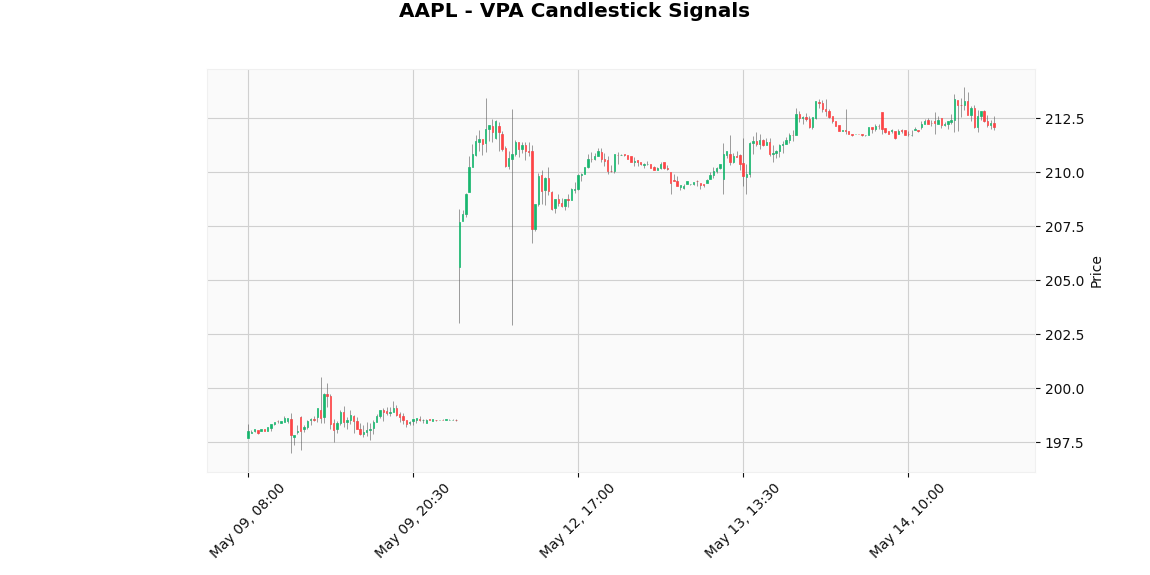 AAPL - VPA Candlestick Signals
212.5
210.0
207.5
205.0
202.5
200.0
197.5
Price
May 09, 08:00
May 09, 20:30
May 12, 17:00
May 13, 13:30
May 14, 10:00